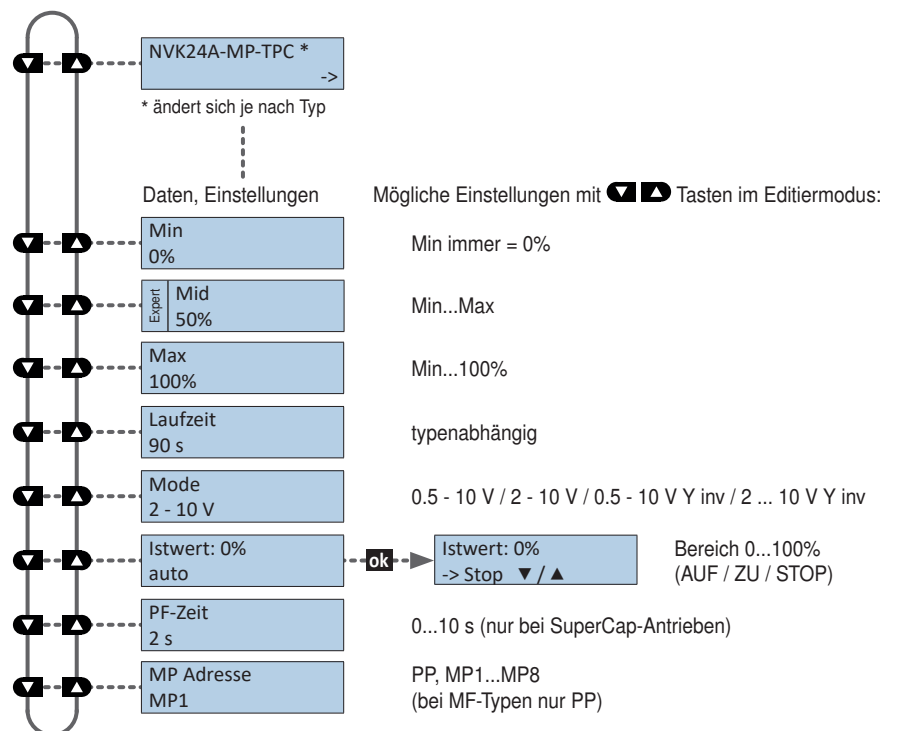 NVK24A-MP-TPC *
->
* ändert sich je nach Typ
Daten, Einstellungen
Mögliche Einstellungen mit ▼ ▲ Tasten im Editiermodus:
Min
0%
Min immer = 0%
Expert
Mid
50%
Min...Max
Max
100%
Min...100%
Laufzeit
90 s
typenabhängig
Mode
2 - 10 V
0.5 - 10 V / 2 - 10 V / 0.5 - 10 V Y inv / 2 ... 10 V Y inv
Istwert: 0%
auto
ok
Istwert: 0%
-> Stop ▼ / ▲
Bereich 0...100%
(AUF / ZU / STOP)
PF-Zeit
2 s
0...10 s (nur bei SuperCap-Antrieben)
MP Adresse
MP1
PP, MP1...MP8
(bei MF-Typen nur PP)